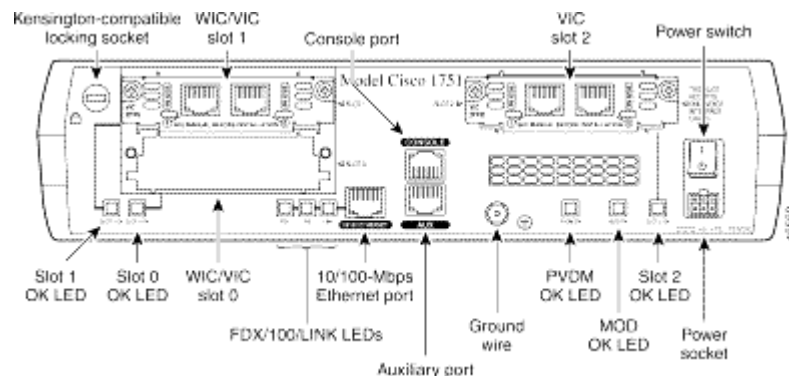 Kensington-compatible
locking socket
WIC/VIC
slot 1
Console port
VIC
slot 2
Power switch
Model Cisco 1751
CONSOLE
AUX
Slot 1
OK LED
Slot 0
OK LED
WIC/VIC
slot 0
10/100-Mbps
Ethernet port
PVDM
OK LED
Slot 2
OK LED
FDX/100/LINK LEDs
Ground
wire
MOD
OK LED
Power
socket
Auxiliary port